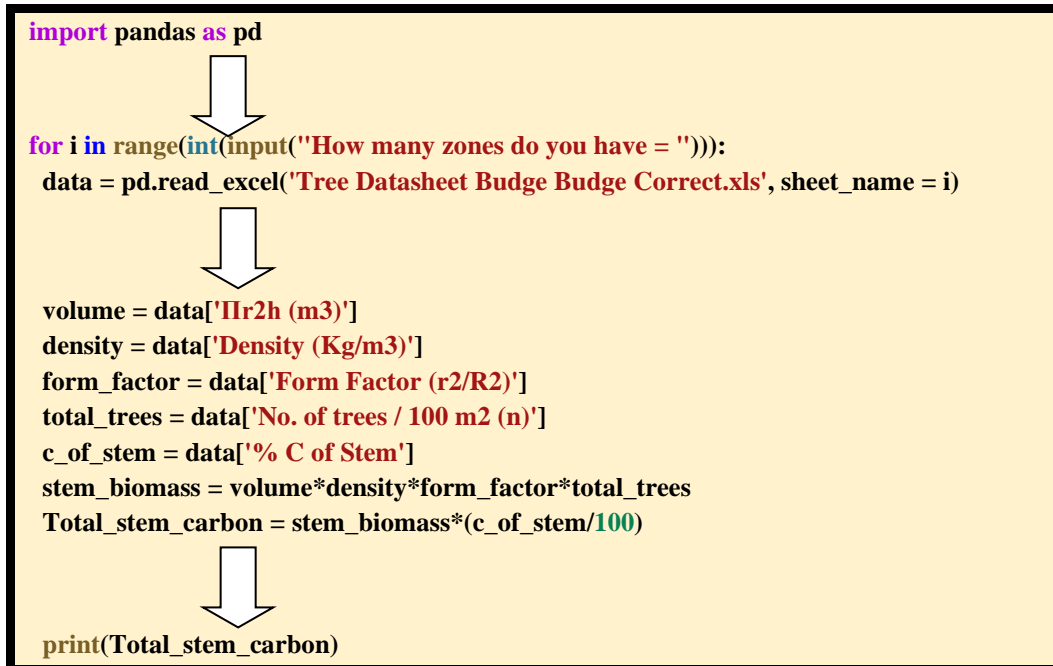 import pandas as pd
for i in range(int(input("How many zones do you have = "))):
data = pd.read_excel('Tree Datasheet Budge Budge Correct.xls', sheet_name = i)
volume = data['Πr2h (m3)']
density = data['Density (Kg/m3)']
form_factor = data['Form Factor (r2/R2)']
total_trees = data['No. of trees / 100 m2 (n)']
c_of_stem = data['% C of Stem']
stem_biomass = volume*density*form_factor*total_trees
Total_stem_carbon = stem_biomass*(c_of_stem/100)
print(Total_stem_carbon)